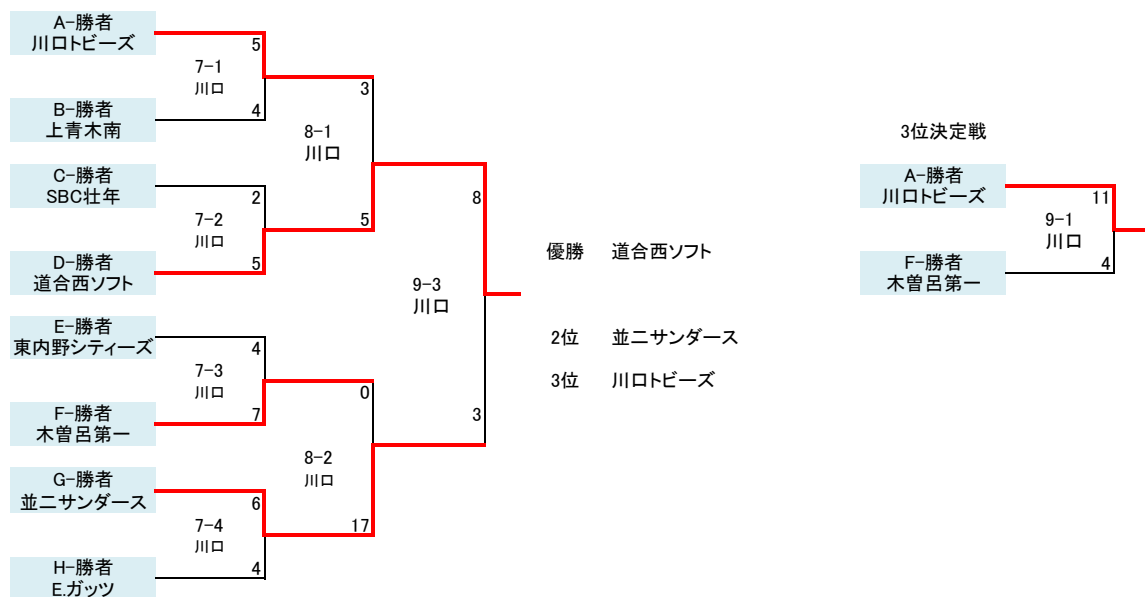 A-勝者
川口トビーズ
5
7-1
川口
4
B-勝者
上青木南
3
8-1
川口
5
C-勝者
SBC壮年
2
7-2
川口
5
D-勝者
道合西ソフト
8
9-3
川口
3
E-勝者
東内野シティーズ
4
7-3
川口
7
F-勝者
木曽呂第一
0
8-2
川口
17
G-勝者
並二サンダース
6
7-4
川口
4
H-勝者
E.ガッツ
優勝 道合西ソフト
2位 並二サンダース
3位 川口トビーズ
3位決定戦
A-勝者
川口トビーズ
11
9-1
川口
4
F-勝者
木曽呂第一